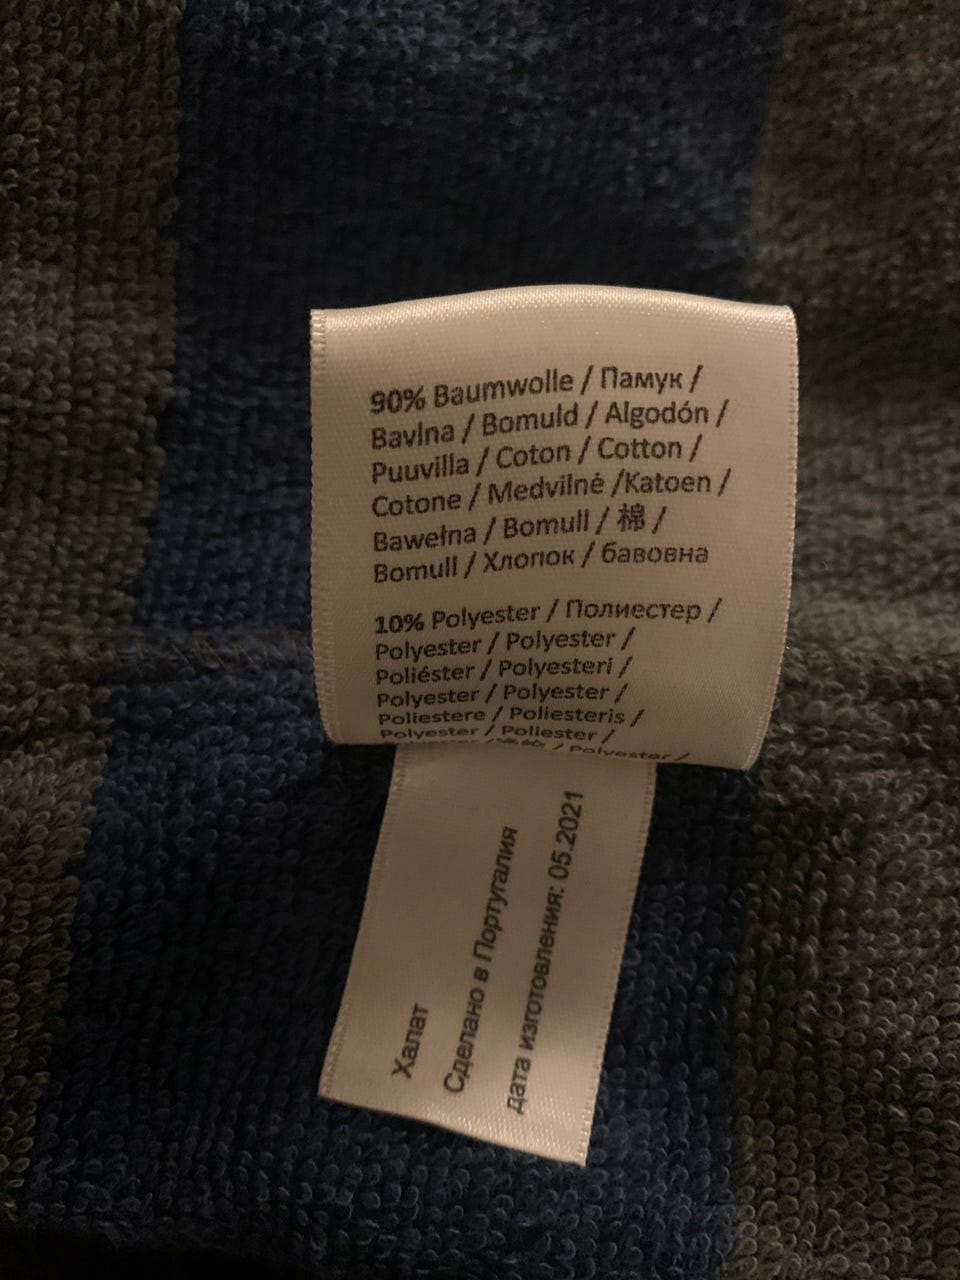 90% Baumwolle / Памук /
Bavlna / Bomuld / Algodón /
Puuvilla / Coton / Cotton /
Cotone / Medvilnė /Katoen /
Bawełna / Bomull / 棉 /
Bomull / Хлопок / бавовна
10% Polyester / Полиестер /
Polyester / Polyester /
Poliéster / Polyesteri /
Polyester / Polyester /
Poliestere / Poliesteris /
Polyester / Poliester /
/ Polyester /
Халат
Сделано в Португалия
дата изготовления: 05.2021